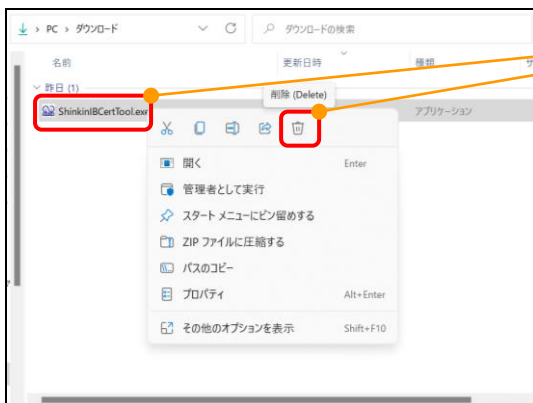 PC > ダウンロード
ダウンロードの検索
名前 更新日時 種類 サ
昨日 (1)
削除 (Delete)
ShinkinIBCertTool.exe アプリケーション
開く Enter
管理者として実行
スタート メニューにピン留めする
ZIP ファイルに圧縮する
パスのコピー
プロパティ Alt+Enter
その他のオプションを表示 Shift+F10